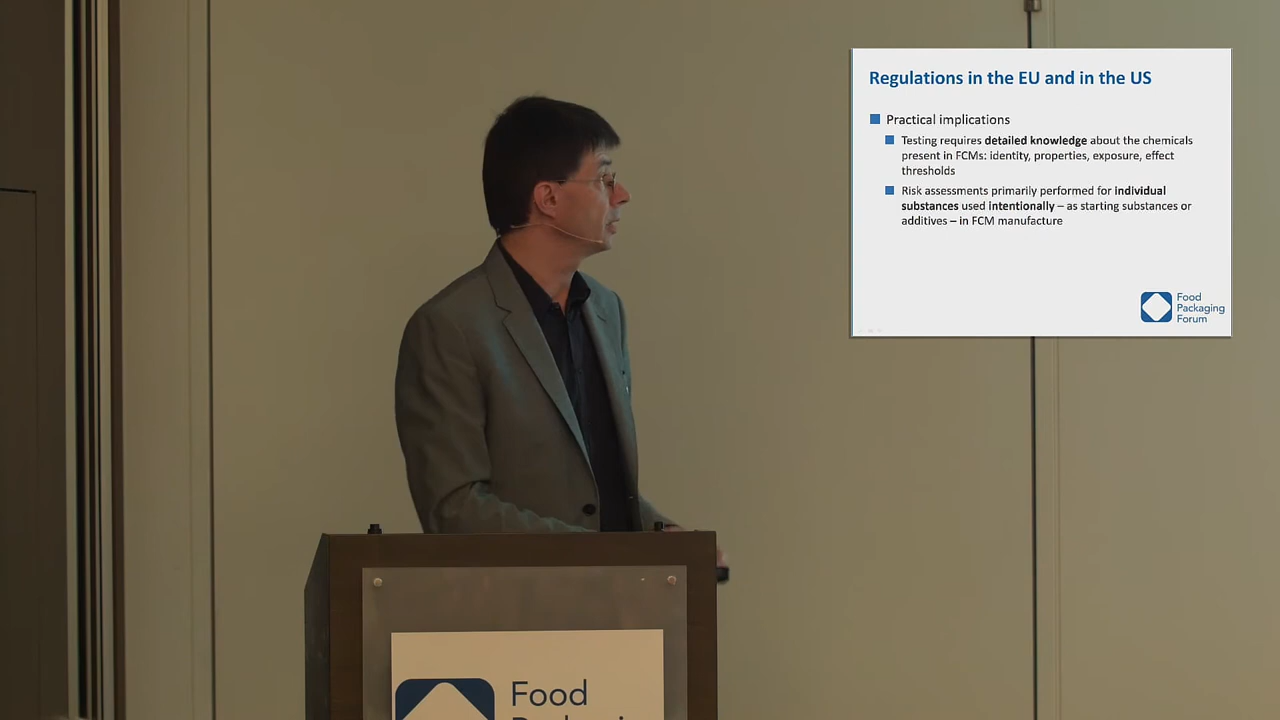 Regulations in the EU and in the US
Practical implications
Testing requires detailed knowledge about the chemicals
present in FCMs: identity, properties, exposure, effect
thresholds
Risk assessments primarily performed for individual
substances used intentionally – as starting substances or
additives – in FCM manufacture
Food
Packaging
Forum
Food